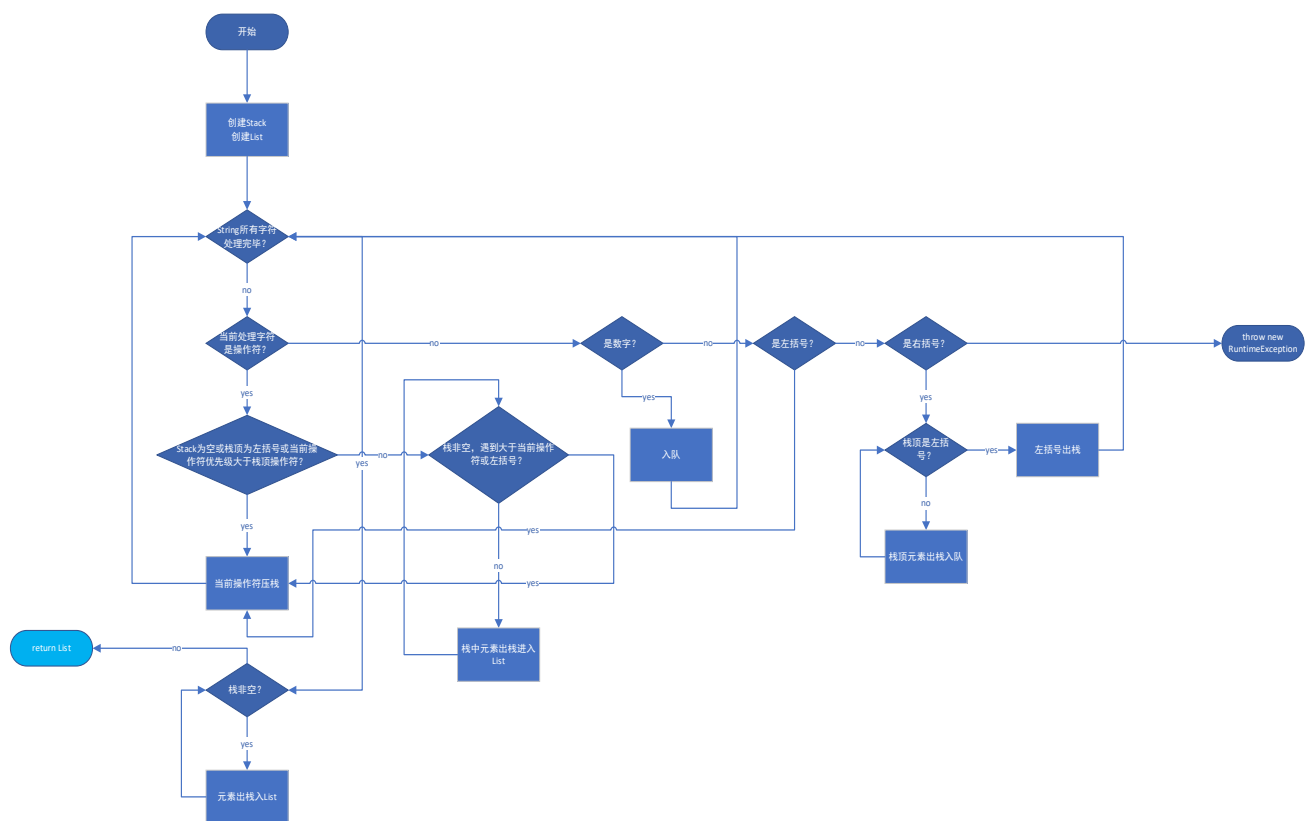 开始
创建Stack
创建List
String所有字符
处理完毕？
no
当前处理字符
是操作符？
no
是数字？
no
是左括号？
no
是右括号？
throw new
RuntimeException
yes
yes
yes
Stack为空或栈顶为左括号或当前操
作符优先级大于栈顶操作符？
yes
no
栈非空，遇到大于当前操作
符或左括号？
入队
栈顶是左括
号？
yes
左括号出栈
no
yes
yes
栈顶元素出栈入队
no
当前操作符压栈
yes
return List
no
栈中元素出栈进入
List
栈非空？
yes
元素出栈入List